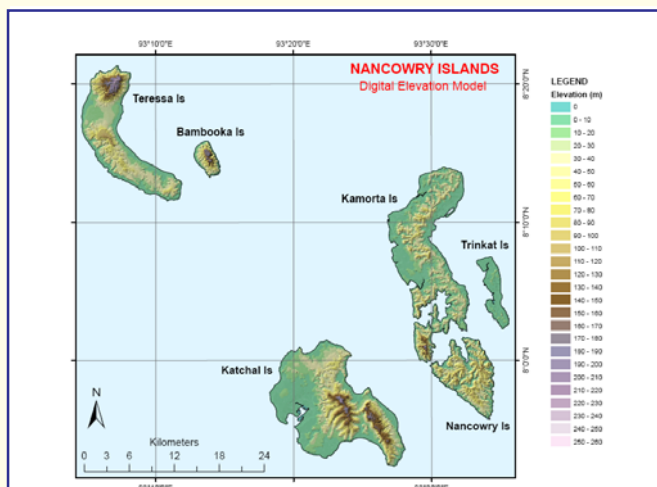 93°10'0"E
93°20'0"E
93°30'0"E
NANCOWRY ISLANDS
Digital Elevation Model
8°20'0"N
Teressa Is
Bambooka Is
Kamorta Is
8°10'0"N
Trinkat Is
8°0'0"N
Katchal Is
Nancowry Is
N
Kilometers
0 3 6 12 18 24
LEGEND
Elevation (m)
0
0 - 10
10 - 20
20 - 30
30 - 40
40 - 50
50 - 60
60 - 70
70 - 80
80 - 90
90 - 100
100 - 110
110 - 120
120 - 130
130 - 140
140 - 150
150 - 160
160 - 170
170 - 180
180 - 190
190 - 200
200 - 210
210 - 220
220 - 230
230 - 240
240 - 250
250 - 260